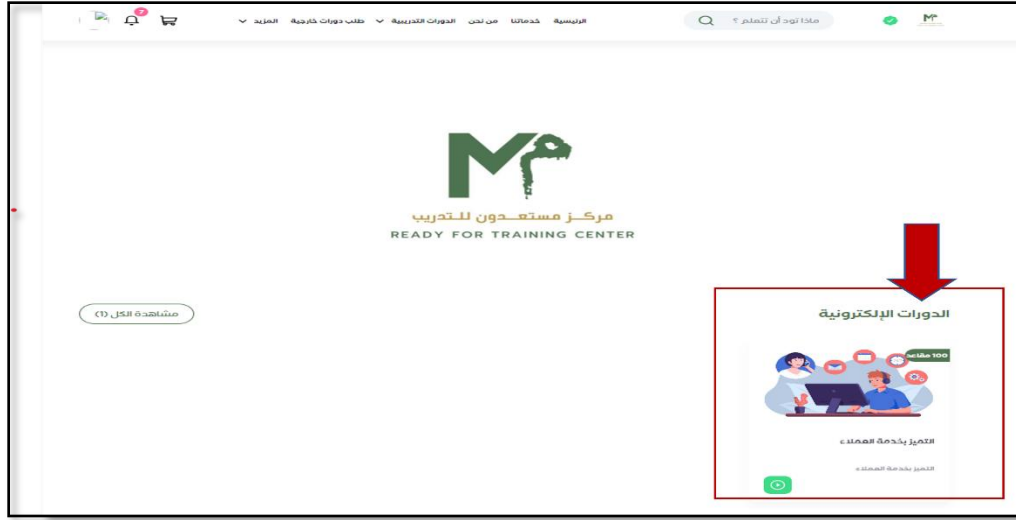 ماذا تود أن تتعلم ؟
الرئيسية خدماتنا من نحن الدورات التدريبية طلب دورات خارجية المزيد
7
مركز مستعدون للتدريب
READY FOR TRAINING CENTER
الدورات الإلكترونية
مشاهدة الكل (1)
100 مقاعد
التميز بخدمة العملاء
التميز بخدمة العملاء